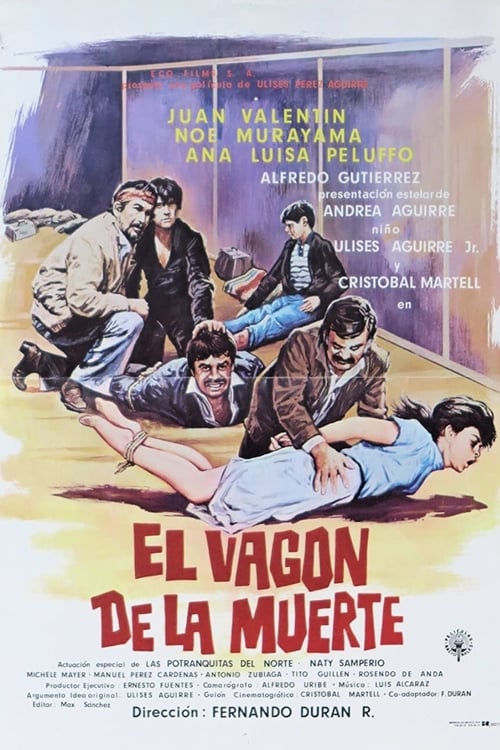 ECO FILMS S. A.
presenta una película de ULISES PEREZ AGUIRRE
JUAN VALENTIN
NOE MURAYAMA
ANA LUISA PELUFFO
ALFREDO GUTIERREZ
presentación estelar de
ANDREA AGUIRRE
niño
ULISES AGUIRRE Jr.
y
CRISTOBAL MARTELL
en
EL VAGON
DE LA MUERTE
Actuación especial de LAS POTRANQUITAS DEL NORTE · NATY SAMPERIO
MICHELE MAYER · MANUEL PEREZ CARDENAS · ANTONIO ZUBIAGA · TITO GUILLEN · ROSENDO DE ANDA
Productor Ejecutivo: ERNESTO FUENTES · Camarógrafo: ALFREDO URIBE · Música: LUIS ALCARAZ
Argumento Idea original: ULISES AGUIRRE · Guión Cinematográfico: CRISTOBAL MARTELL · Co-adaptador: F. DURAN
Editor: Max Sánchez
Dirección: FERNANDO DURAN R.